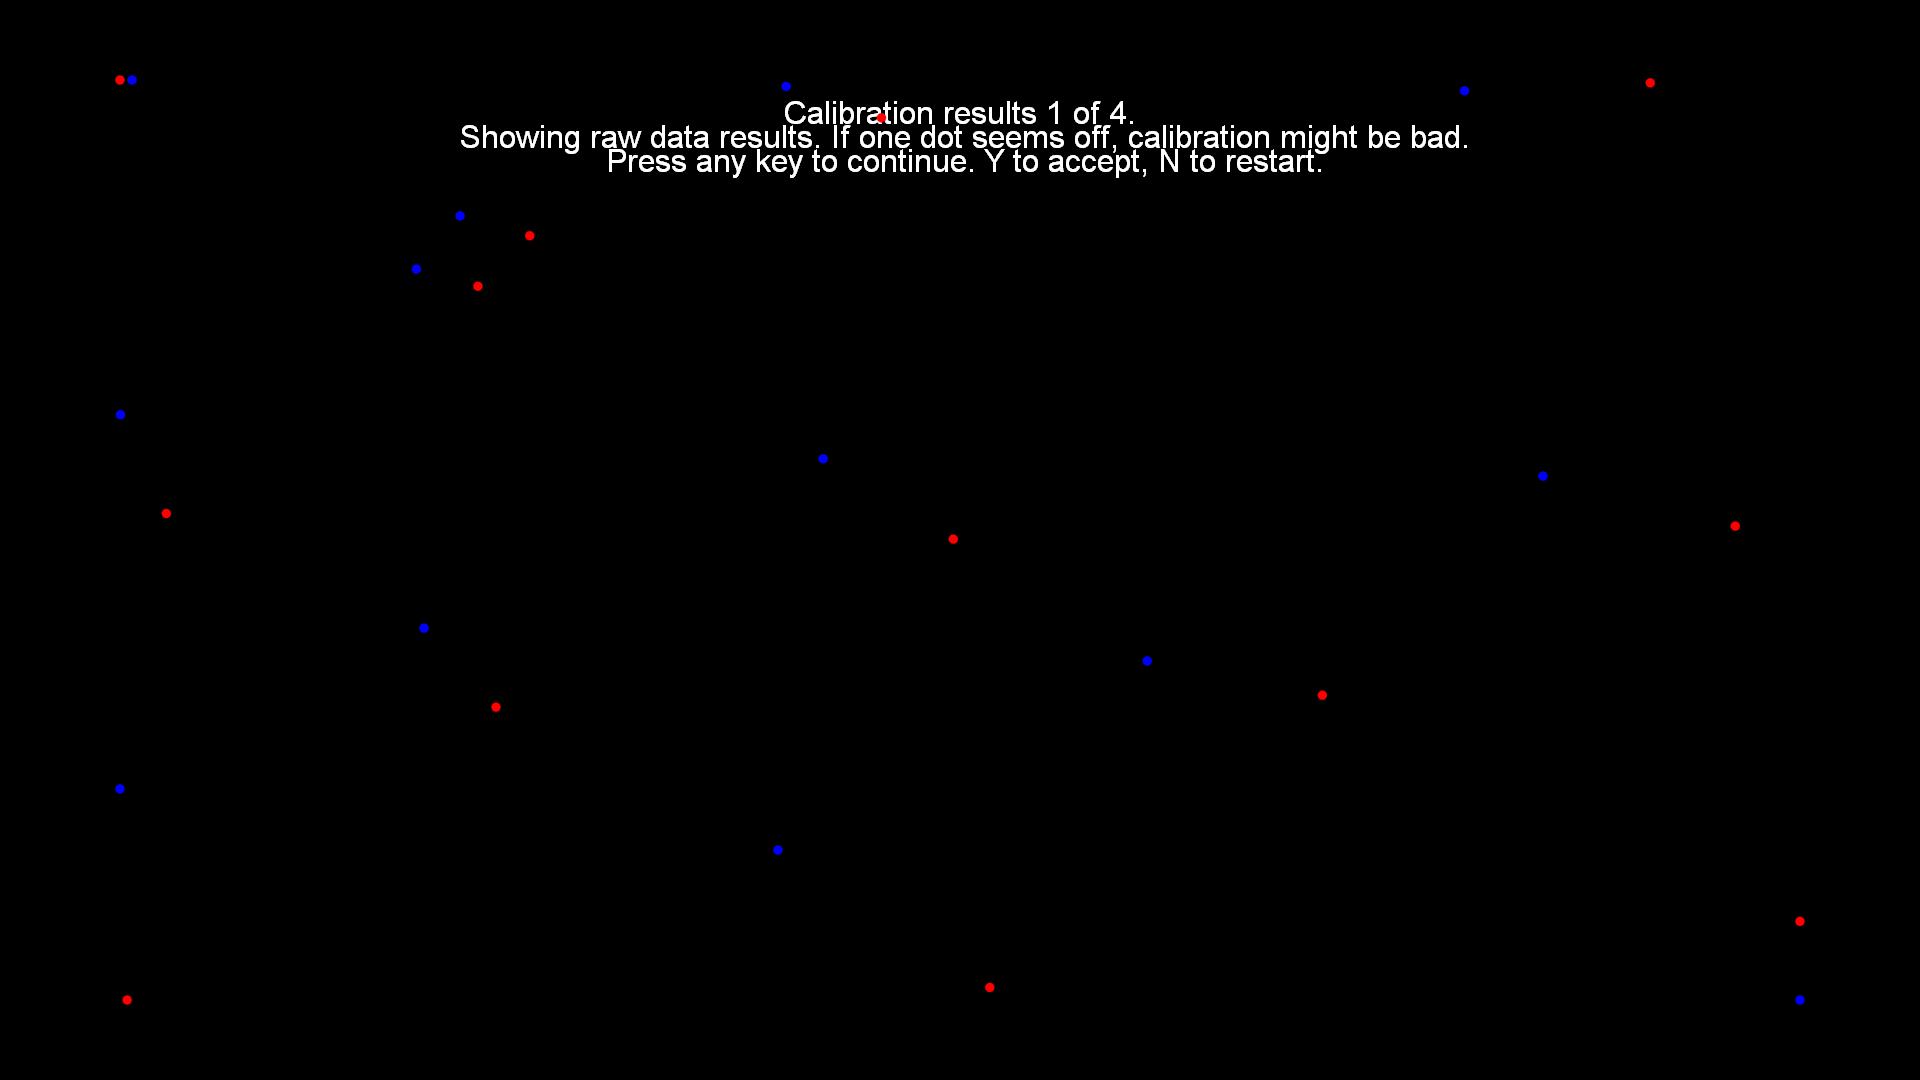 Calibration results 1 of 4.
Showing raw data results. If one dot seems off, calibration might be bad.
Press any key to continue. Y to accept, N to restart.